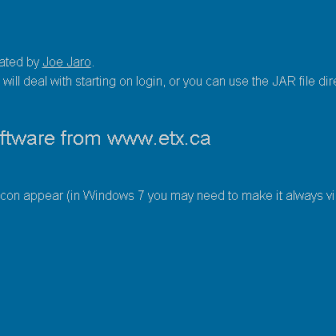 ated by Joe Jaro.
will deal with starting on login, or you can use the JAR file dire
ftware from www.etx.ca
con appear (in Windows 7 you may need to make it always vi